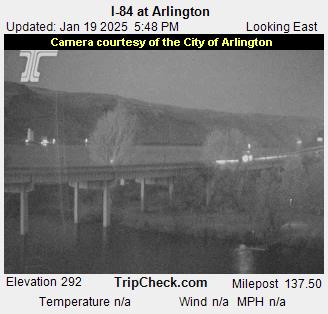 I-84 at Arlington
Updated: Jan 19 2025 5:48 PM Looking East
Camera courtesy of the City of Arlington
Elevation 292 TripCheck.com Milepost 137.50
Temperature n/a Wind n/a MPH n/a